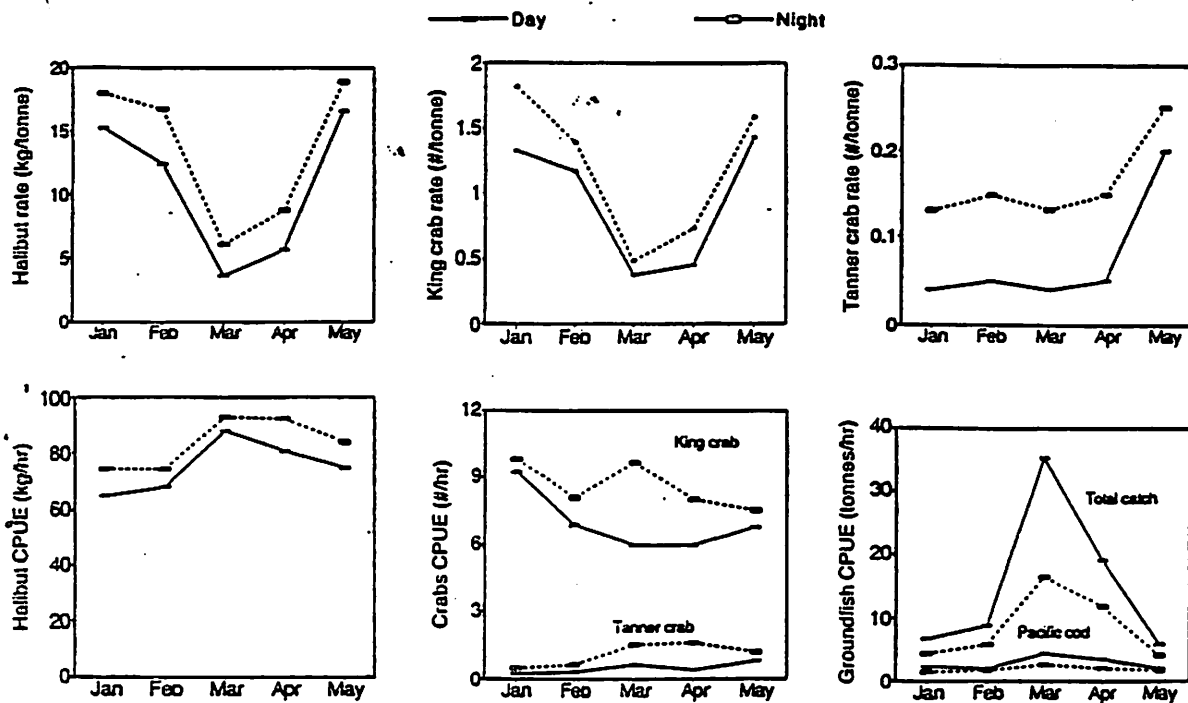 Day Night
Halibut rate (kg/tonne)
20
15
10
5
0
Jan Feb Mar Apr May
King crab rate (#/tonne)
2
1.5
1
0.5
0
Jan Feb Mar Apr May
Tanner crab rate (#/tonne)
0.3
0.2
0.1
0
Jan Feb Mar Apr May
Halibut CPUE (kg/hr)
100
80
60
40
20
0
Jan Feb Mar Apr May
Crabs CPUE (#/hr)
12
9
6
3
0
King crab
Tanner crab
Jan Feb Mar Apr May
Groundfish CPUE (tonnes/hr)
40
30
20
10
0
Total catch
Pacific cod
Jan Feb Mar Apr May